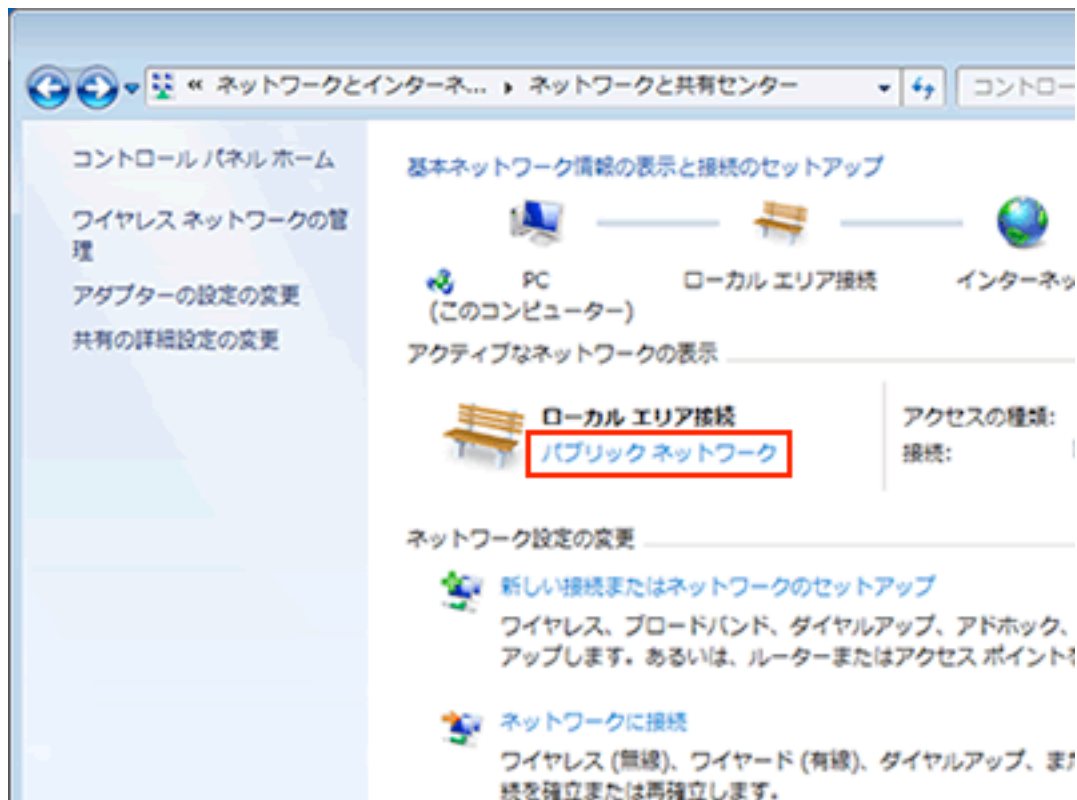 « ネットワークとインターネ... ▸ ネットワークと共有センター
コントロー
コントロール パネル ホーム
ワイヤレス ネットワークの管
理
アダプターの設定の変更
共有の詳細設定の変更
基本ネットワーク情報の表示と接続のセットアップ
PC ローカル エリア接続 インターネッ
(このコンピューター)
アクティブなネットワークの表示
ローカル エリア接続
パブリック ネットワーク
アクセスの種類:
接続:
ネットワーク設定の変更
新しい接続またはネットワークのセットアップ
ワイヤレス、ブロードバンド、ダイヤルアップ、アドホック、
アップします。あるいは、ルーターまたはアクセス ポイントを
ネットワークに接続
ワイヤレス (無線)、ワイヤード (有線)、ダイヤルアップ、また
続を確立または再確立します。